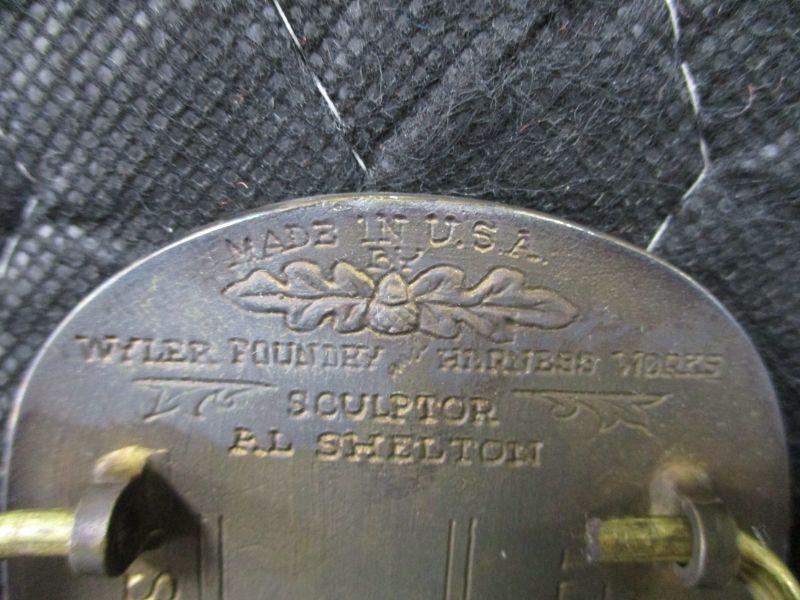 MADE IN U.S.A.
BY
WYLER FOUNDRY HARNESS WORKS
SCULPTOR
AL SHELTON